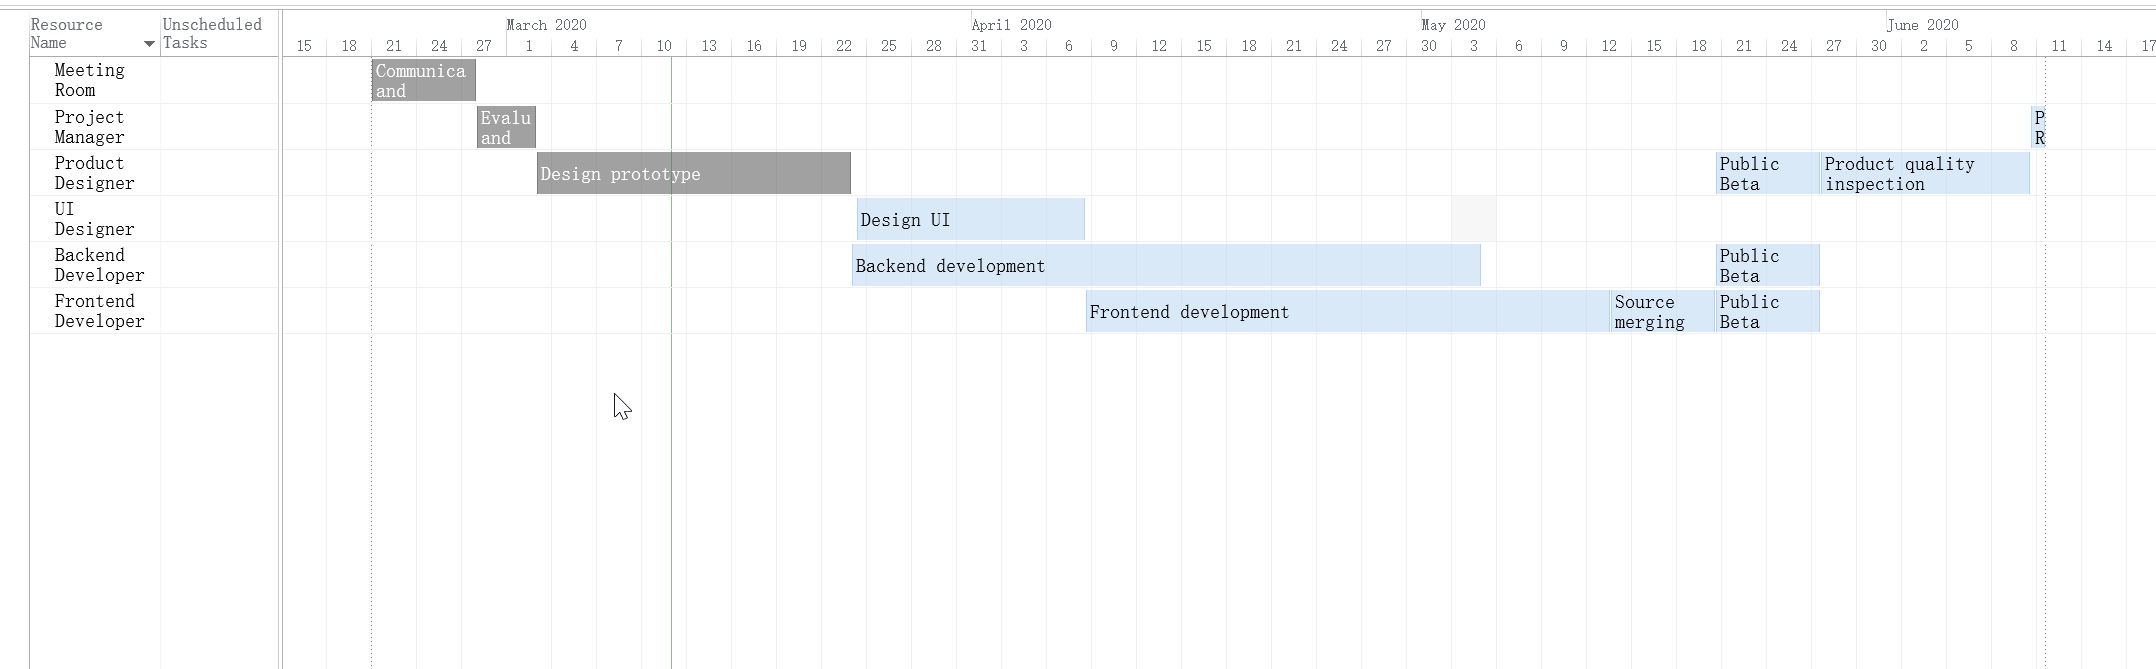 Resource Name
Unscheduled Tasks
March 2020
April 2020
May 2020
June 2020
15 18 21 24 27 1 4 7 10 13 16 19 22 25 28 31 3 6 9 12 15 18 21 24 27 30 3 6 9 12 15 18 21 24 27 30 2 5 8 11 14 17
Meeting
Room
Communica
and
Project
Manager
Evalu
and
P
R
Product
Designer
Design prototype
Public
Beta
Product quality
inspection
UI
Designer
Design UI
Backend
Developer
Backend development
Public
Beta
Frontend
Developer
Frontend development
Source
merging
Public
Beta